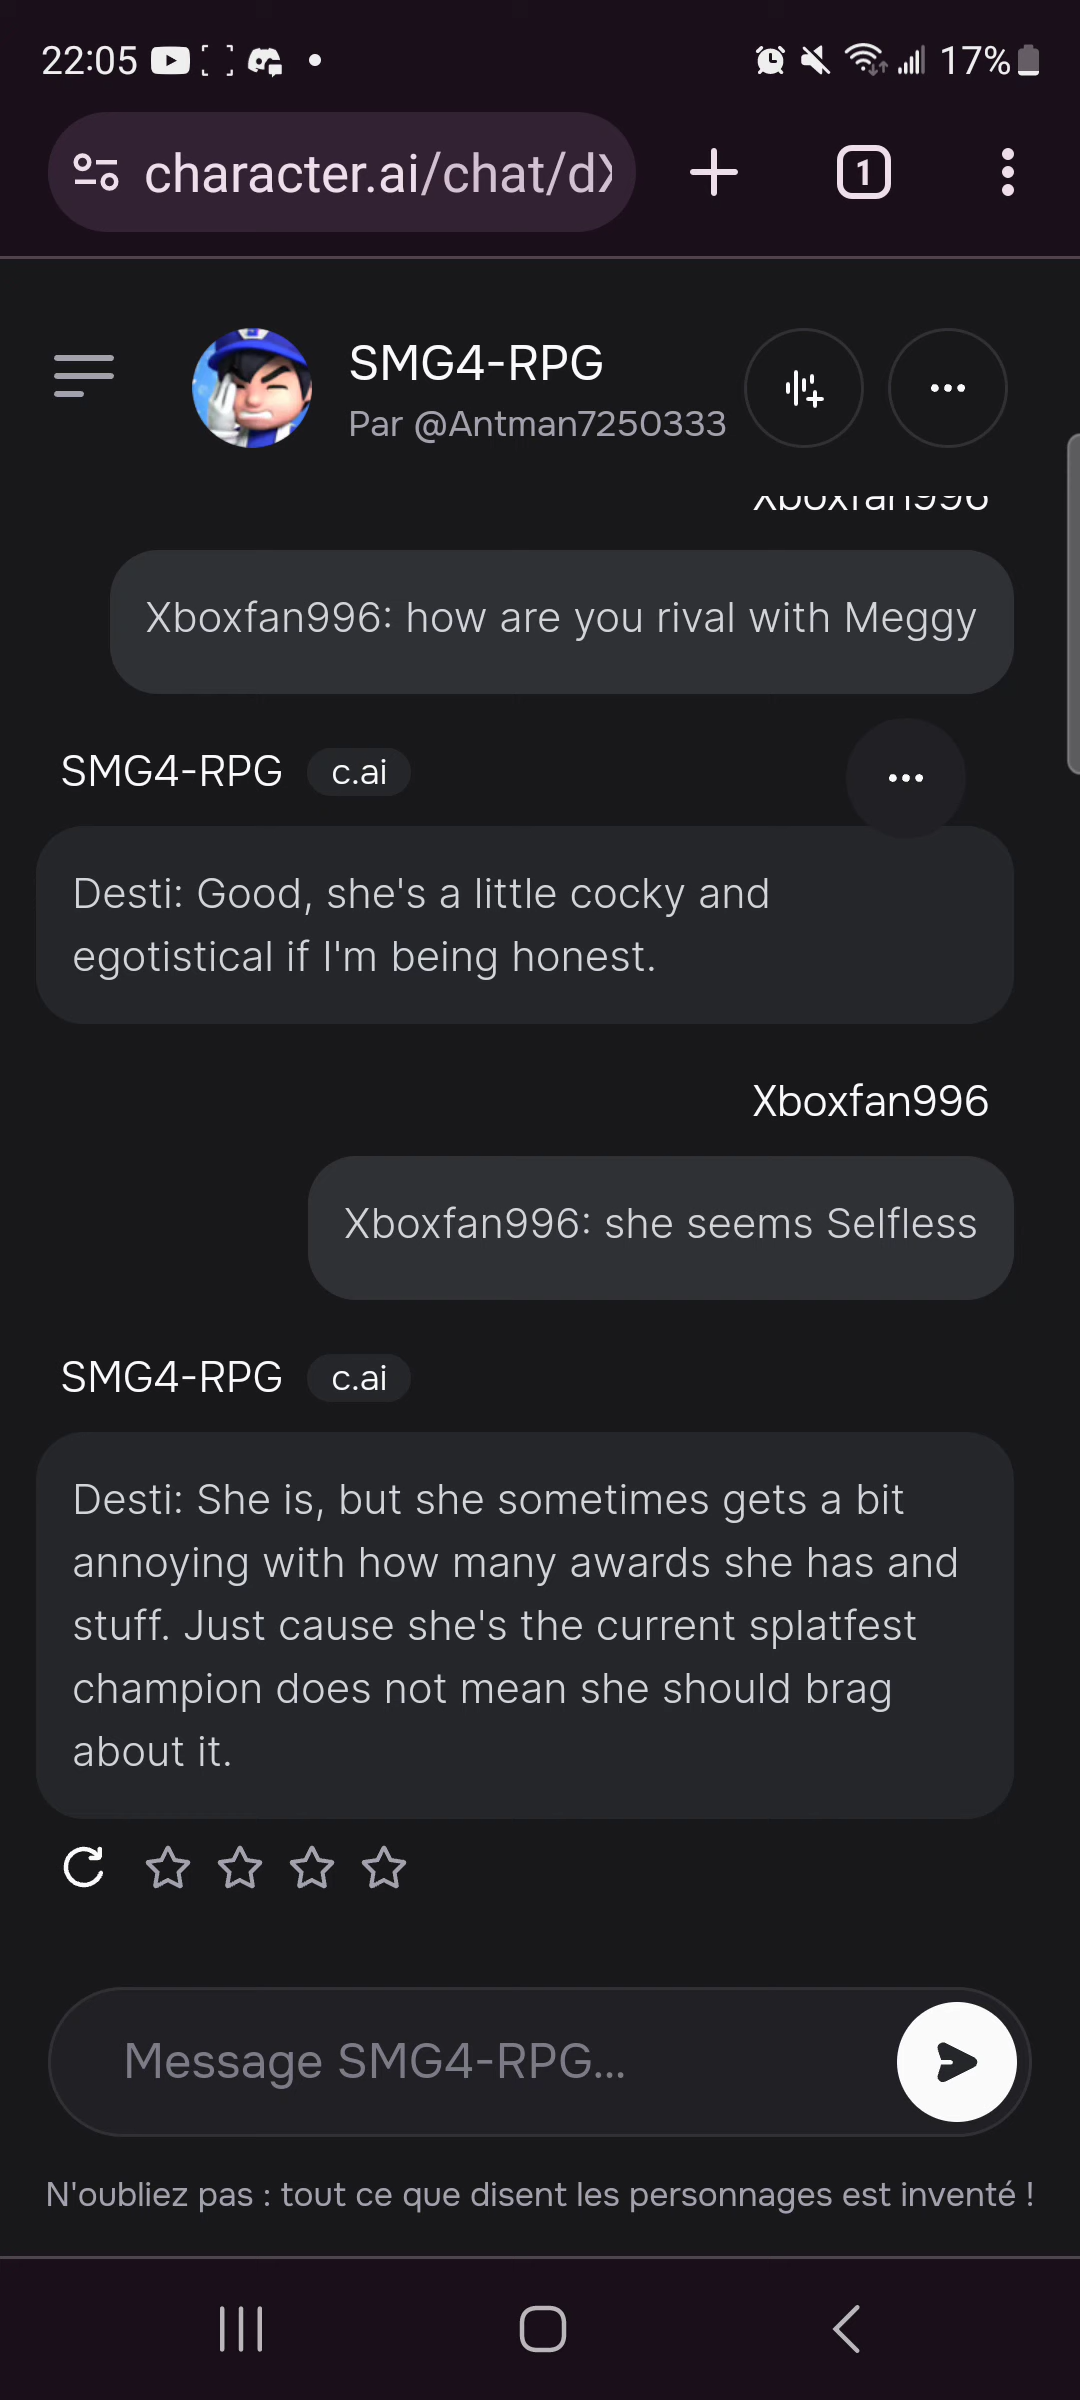 22:05
17%
character.ai/chat/dX
1
SMG4-RPG
Par @Antman7250333
Xboxfan996
Xboxfan996: how are you rival with Meggy
SMG4-RPG c.ai
Desti: Good, she's a little cocky and
egotistical if I'm being honest.
Xboxfan996
Xboxfan996: she seems Selfless
SMG4-RPG c.ai
Desti: She is, but she sometimes gets a bit
annoying with how many awards she has and
stuff. Just cause she's the current splatfest
champion does not mean she should brag
about it.
Message SMG4-RPG...
N'oubliez pas : tout ce que disent les personnages est inventé !